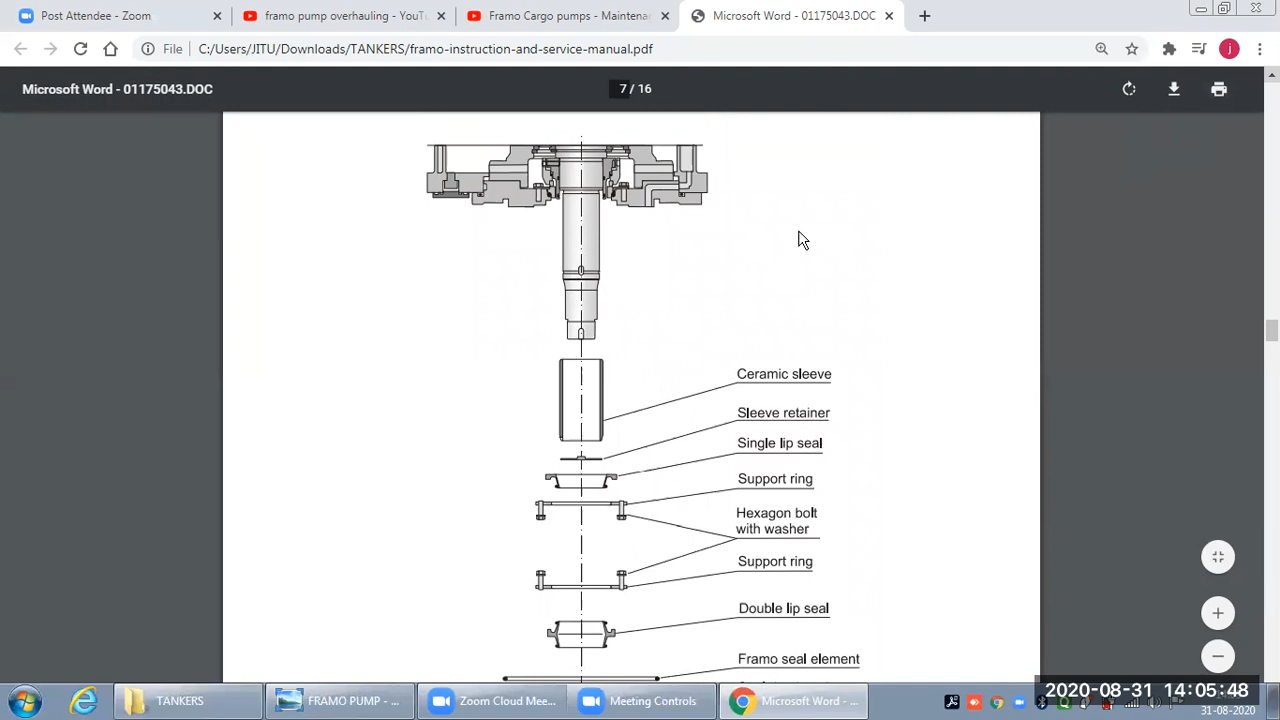 Post Attendee - Zoom
framo pump overhauling - YouTu
Framo Cargo pumps - Maintenan
Microsoft Word - 01175043.DOC
File
C:/Users/JITU/Downloads/TANKERS/framo-instruction-and-service-manual.pdf
j
Microsoft Word - 01175043.DOC
7 / 16
Ceramic sleeve
Sleeve retainer
Single lip seal
Support ring
Hexagon bolt
with washer
Support ring
Double lip seal
Framo seal element
TANKERS
FRAMO PUMP - ...
Zoom Cloud Mee...
Meeting Controls
Microsoft Word - ...
2020-08-31 14:05:48
31-08-2020